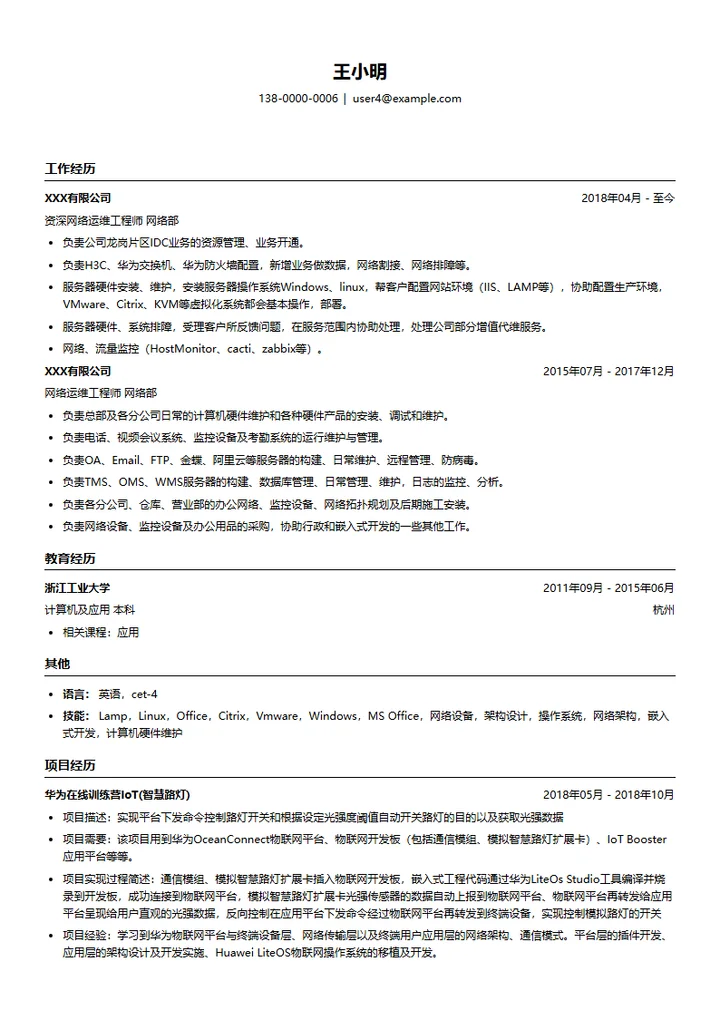 王小明
138-0000-0006 | user4@example.com
工作经历
XXX有限公司 2018年04月 - 至今
资深网络运维工程师 网络部
• 负责公司龙岗片区IDC业务的资源管理、业务开通。
• 负责H3C、华为交换机、华为防火墙配置，新增业务做数据，网络割接、网络排障等。
• 服务器硬件安装、维护，安装服务器操作系统Windows、linux，帮客户配置网站环境（IIS、LAMP等），协助配置生产环境，
VMware、Citrix、KVM等虚拟化系统都会基本操作，部署。
• 服务器硬件、系统排障，受理客户所反馈问题，在服务范围内协助处理，处理公司部分增值代维服务。
• 网络、流量监控（HostMonitor、cacti、zabbix等）。
XXX有限公司 2015年07月 - 2017年12月
网络运维工程师 网络部
• 负责总部及各分公司日常的计算机硬件维护和各种硬件产品的安装、调试和维护。
• 负责电话、视频会议系统、监控设备及考勤系统的运行维护与管理。
• 负责OA、Email、FTP、金蝶、阿里云等服务器的构建、日常维护、远程管理、防病毒。
• 负责TMS、OMS、WMS服务器的构建、数据库管理、日常管理、维护，日志的监控、分析。
• 负责各分公司、仓库、营业部的办公网络、监控设备、网络拓扑规划及后期施工安装。
• 负责网络设备、监控设备及办公用品的采购，协助行政和嵌入式开发的一些其他工作。
教育经历
浙江工业大学 2011年09月 - 2015年06月
计算机及应用 本科 杭州
• 相关课程：应用
其他
• 语言： 英语，cet-4
• 技能： Lamp，Linux，Office，Citrix，Vmware，Windows，MS Office，网络设备，架构设计，操作系统，网络架构，嵌入
式开发，计算机硬件维护
项目经历
华为在线训练营IoT(智慧路灯) 2018年05月 - 2018年10月
• 项目描述：实现平台下发命令控制路灯开关和根据设定光强度阈值自动开关路灯的目的以及获取光强数据
• 项目需要：该项目用到华为OceanConnect物联网平台、物联网开发板（包括通信模组、模拟智慧路灯扩展卡）、IoT Booster
应用平台等等。
• 项目实现过程简述：通信模组、模拟智慧路灯扩展卡插入物联网开发板，嵌入式工程代码通过华为LiteOs Studio工具编译并烧
录到开发板，成功连接到物联网平台，模拟智慧路灯扩展卡光强传感器的数据自动上报到物联网平台、物联网平台再转发给应用
平台呈现给用户直观的光强数据，反向控制在应用平台下发命令经过物联网平台再转发到终端设备，实现控制模拟路灯的开关
• 项目经验：学习到华为物联网平台与终端设备层、网络传输层以及终端用户应用层的网络架构、通信模式。平台层的插件开发、
应用层的架构设计及开发实施、Huawei LiteOS物联网操作系统的移植及开发。